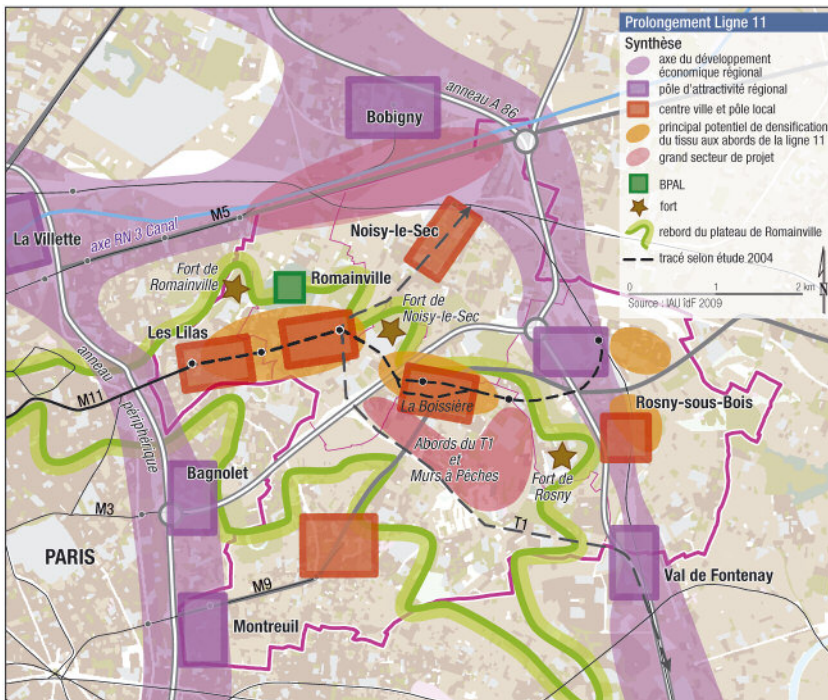 Prolongement Ligne 11
Synthèse
axe du développement
économique régional
pôle d'attractivité régional
centre ville et pôle local
principal potentiel de densification
du tissu aux abords de la ligne 11
grand secteur de projet
BPAL
fort
rebord du plateau de Romainville
tracé selon étude 2004
0 1 2 km
N
Source : IAU îdF 2009
anneau A 86
Bobigny
La Villette
axe RN 3 Canal
M5
Noisy-le-Sec
Fort de
Romainville
Romainville
Fort de
Noisy-le-Sec
Les Lilas
anneau
périphérique
M11
La Boissière
Rosny-sous-Bois
Abords du T1
et
Murs à Pêches
Fort de
Rosny
Bagnolet
M3
T1
PARIS
Val de Fontenay
M9
Montreuil